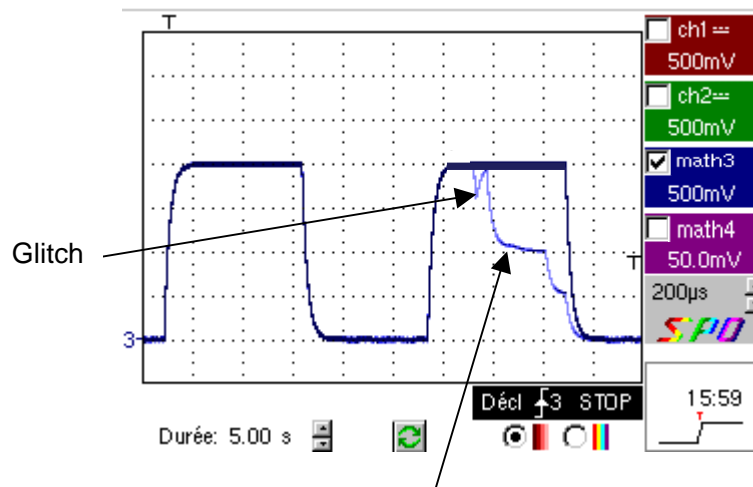 T
ch1
500mV
ch2
500mV
math3
500mV
math4
50.0mV
Glitch
T
200µs
3
SPO
Décl 3 STOP
15:59
T
Durée: 5.00 s